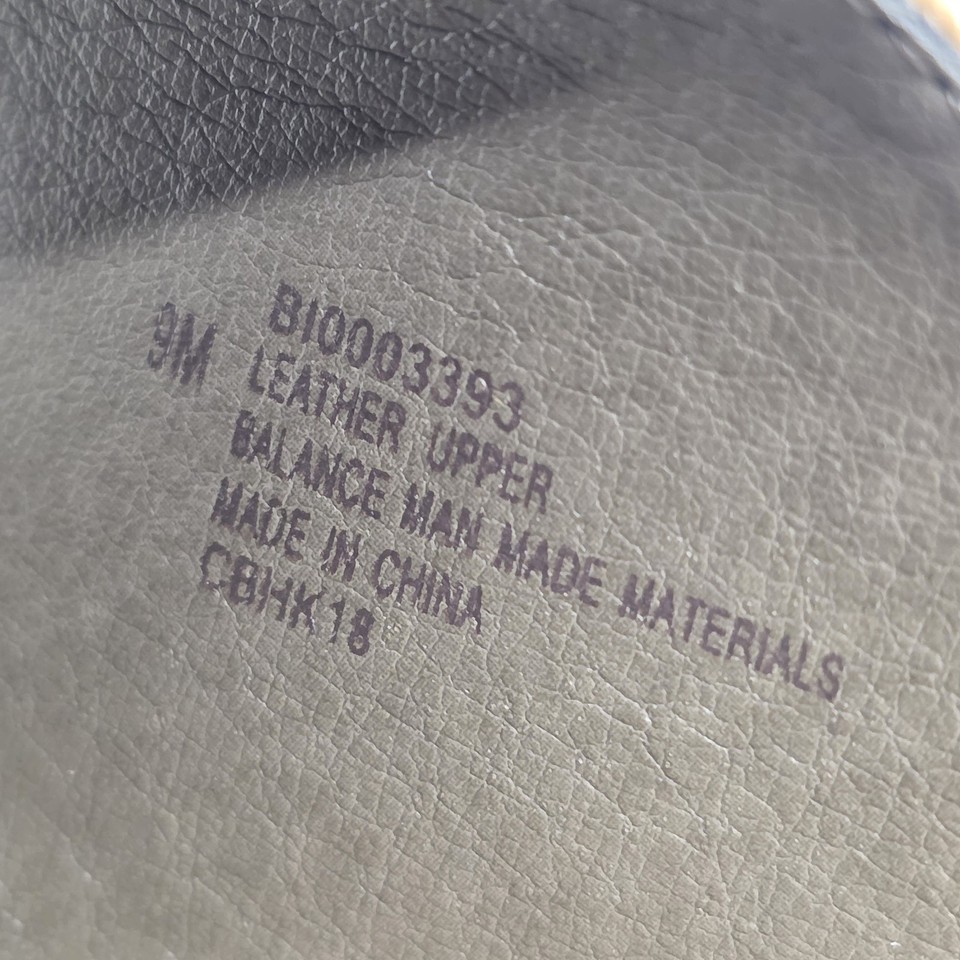 BI0003393
9M LEATHER UPPER
BALANCE MAN MADE MATERIALS
MADE IN CHINA
CBHK18